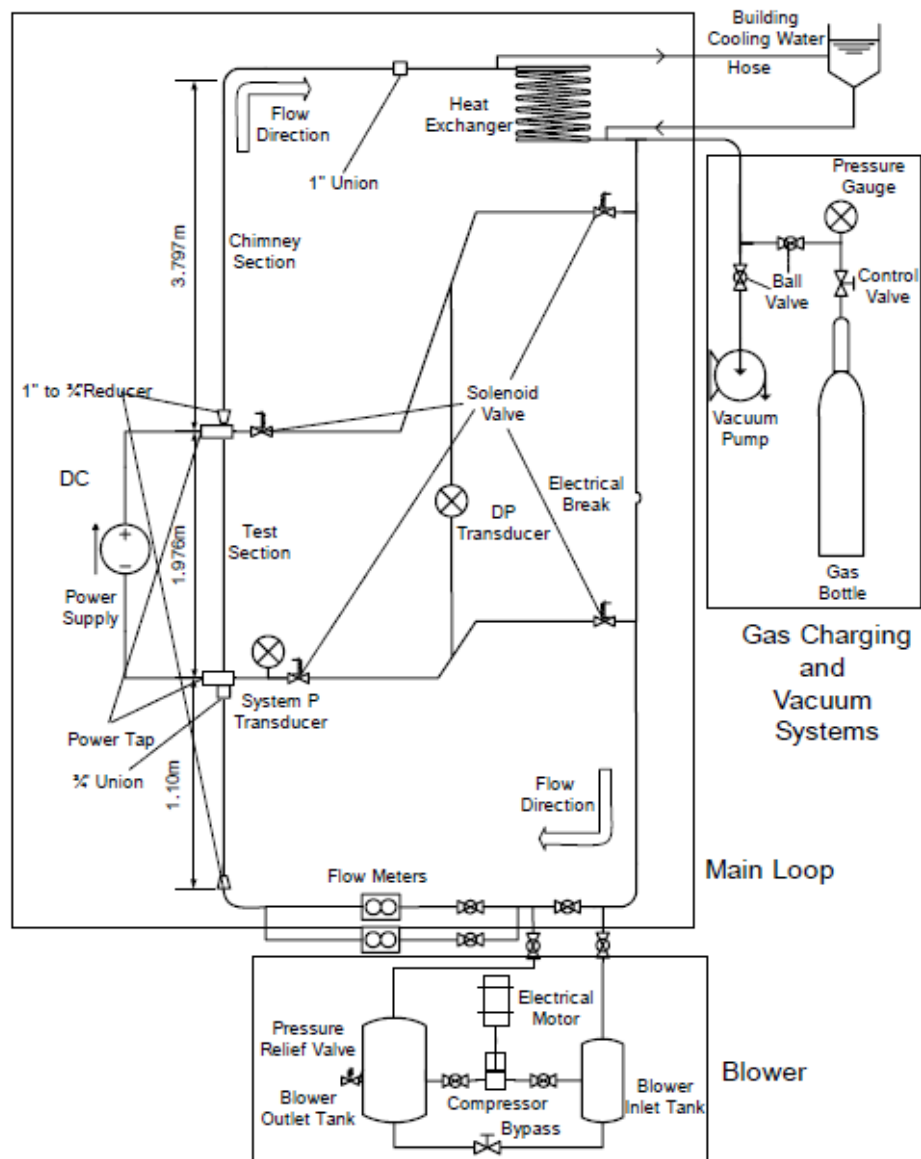 Building
Cooling Water
Hose
Flow
Direction
Heat
Exchanger
1" Union
Pressure
Gauge
3.797m
Chimney
Section
Ball
Valve
Control
Valve
1" to ¾"Reducer
Solenoid
Valve
Vacuum
Pump
DC
Electrical
Break
DP
Transducer
Test
Section
1.976m
+
−
Power
Supply
Gas
Bottle
Gas Charging
and
Vacuum
Systems
System P
Transducer
Power Tap
¾" Union
1.10m
Flow
Direction
Flow Meters
Main Loop
Electrical
Motor
Pressure
Relief Valve
Blower
Outlet Tank
Compressor
Bypass
Blower
Inlet Tank
Blower